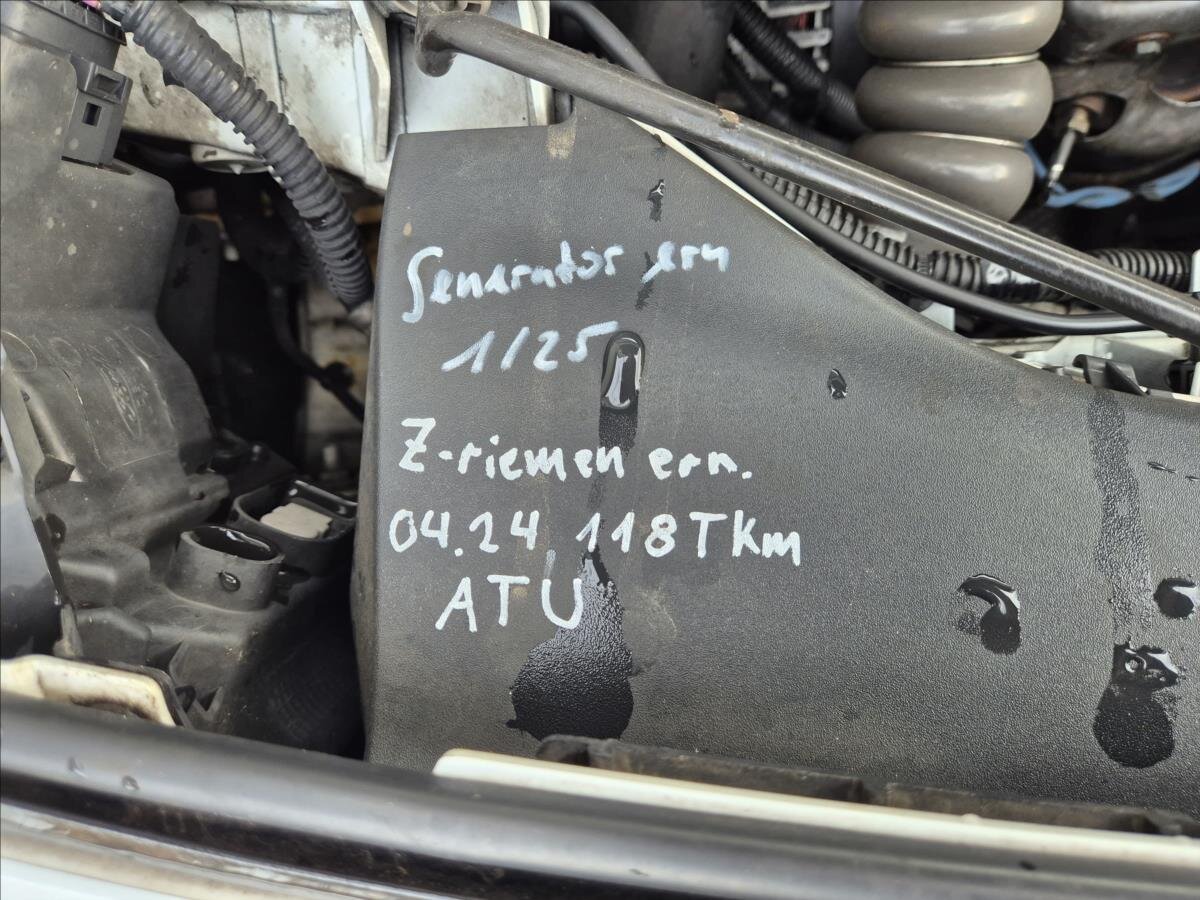 Generator ern
1/25
Z-riemen ern.
04.24 118TKm
ATU